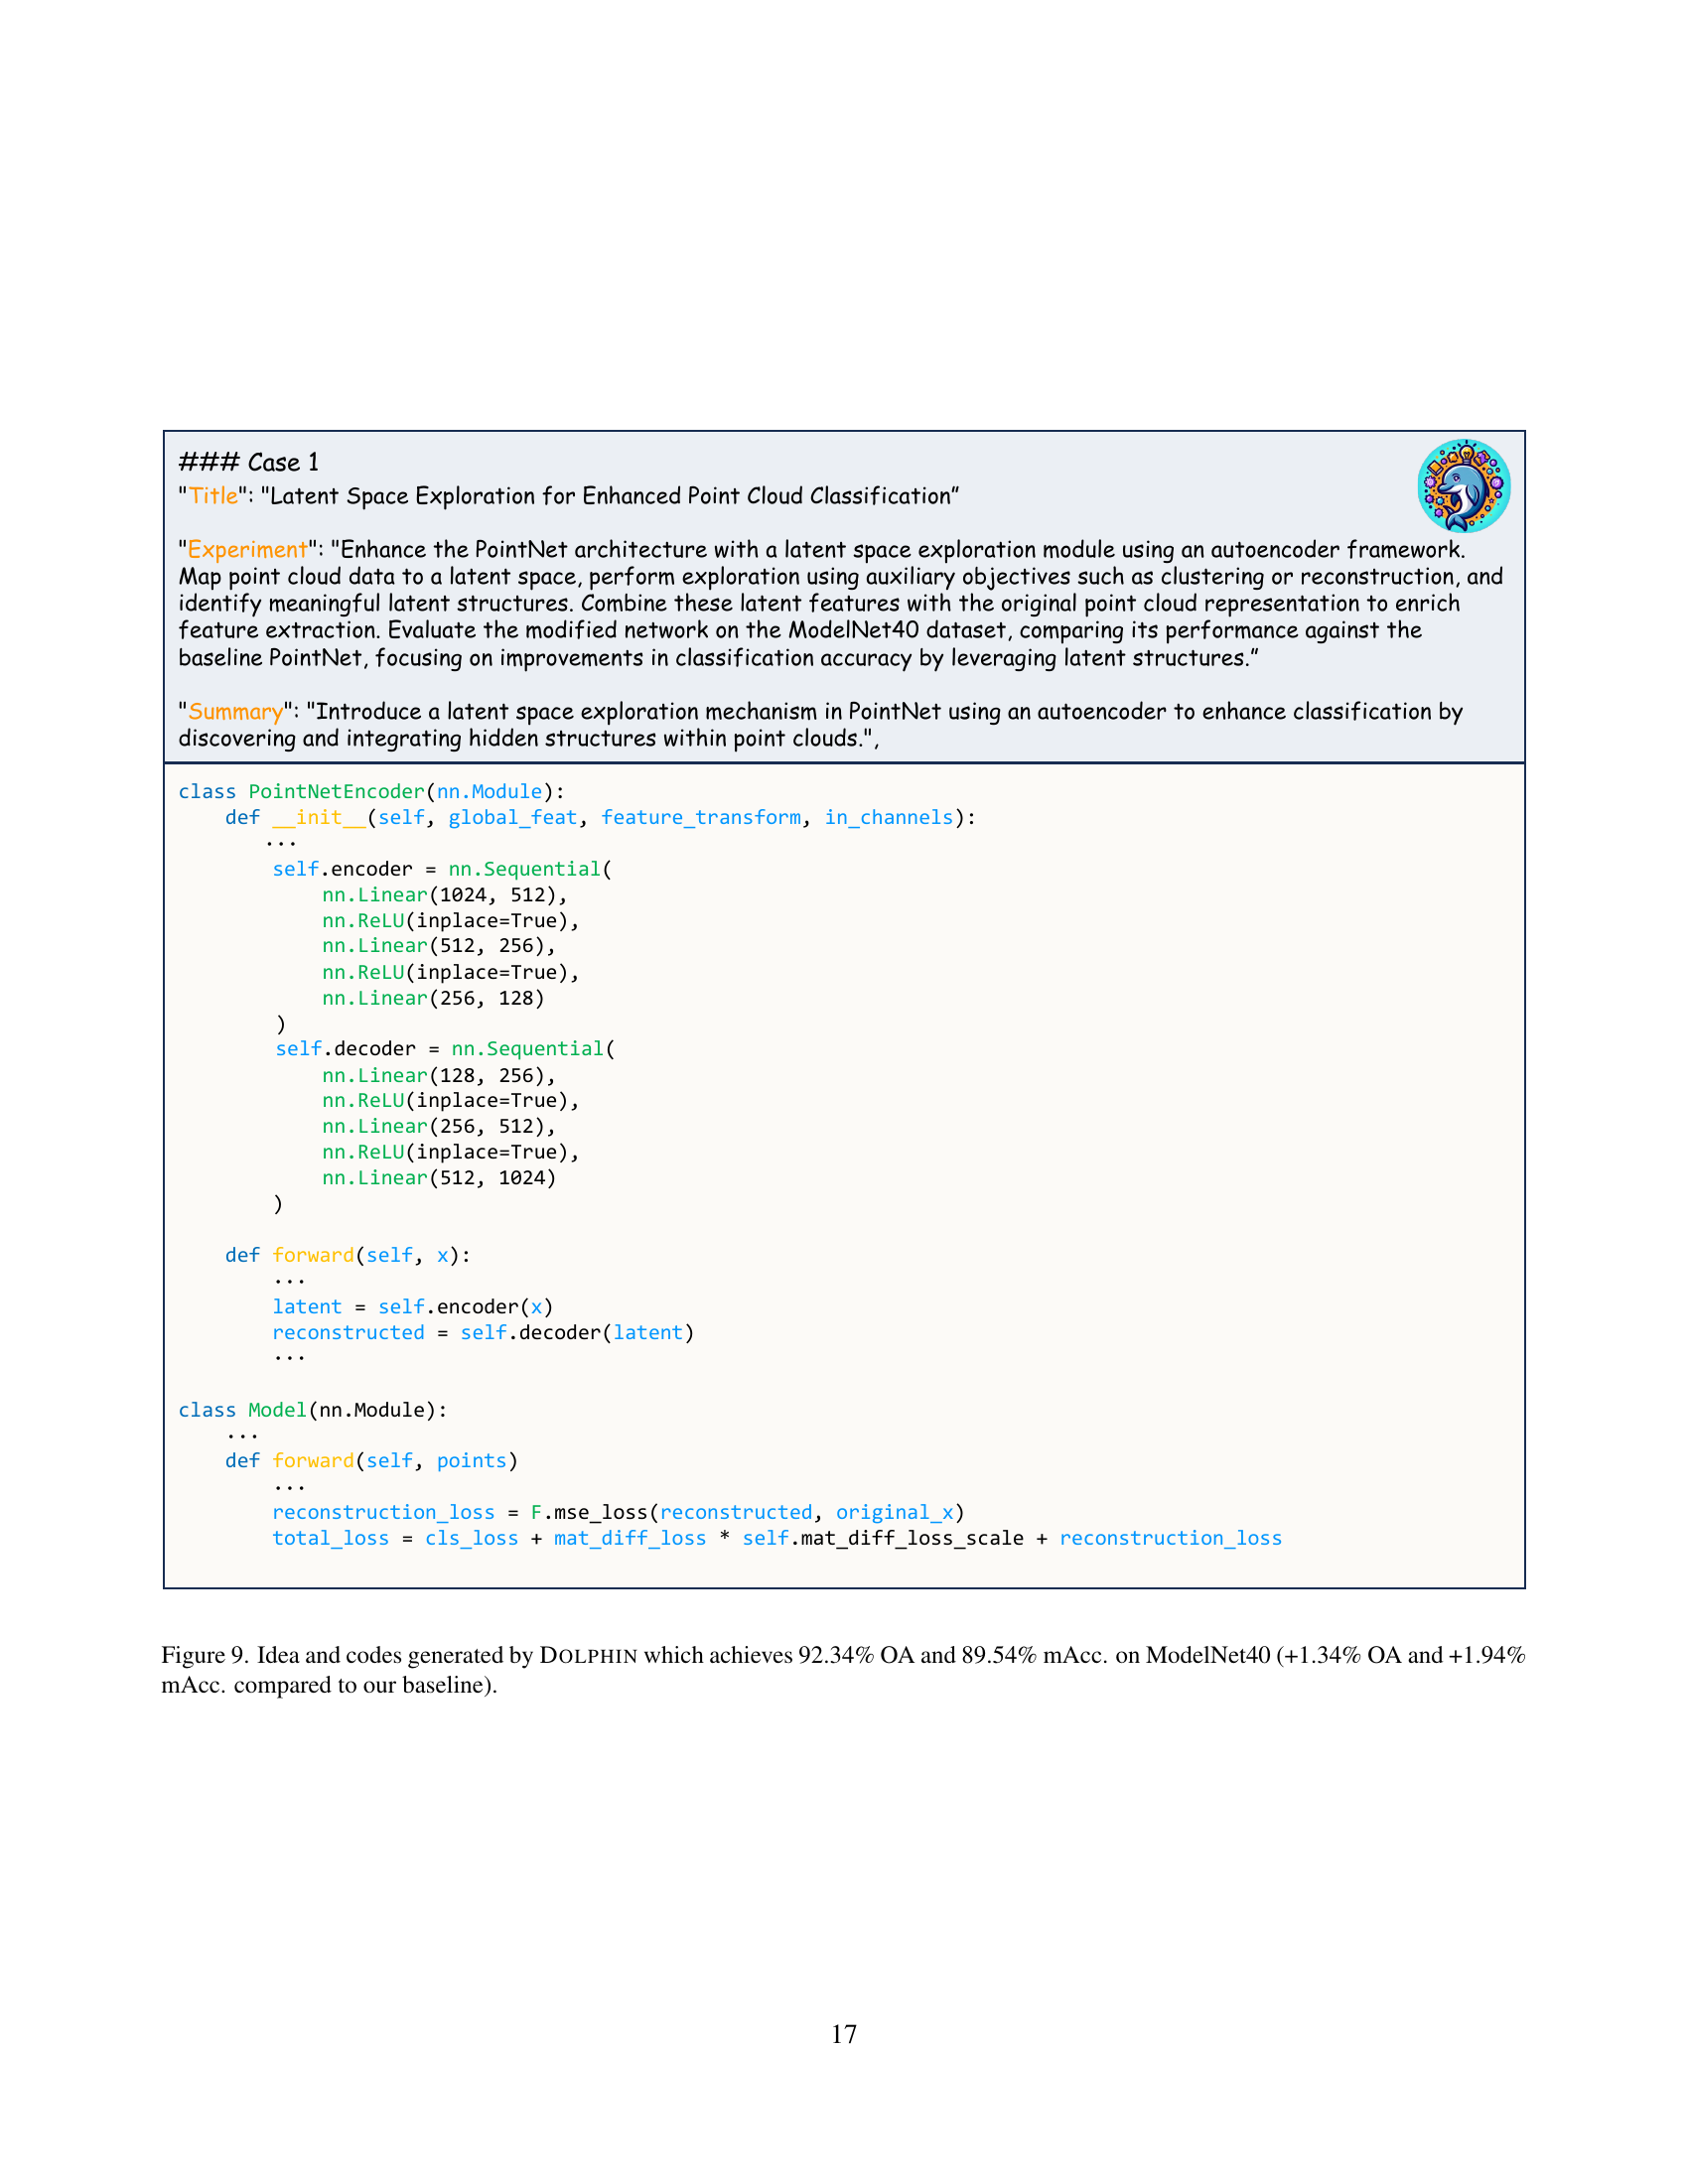 ### Case 1
"Title": "Latent Space Exploration for Enhanced Point Cloud Classification”
"Experiment": "Enhance the PointNet architecture with a latent space exploration module using an autoencoder framework.
Map point cloud data to a latent space, perform exploration using auxiliary objectives such as clustering or reconstruction, and
identify meaningful latent structures. Combine these latent features with the original point cloud representation to enrich
feature extraction. Evaluate the modified network on the ModelNet40 dataset, comparing its performance against the
baseline PointNet, focusing on improvements in classification accuracy by leveraging latent structures.”
"Summary": "Introduce a latent space exploration mechanism in PointNet using an autoencoder to enhance classification by
discovering and integrating hidden structures within point clouds.",
class PointNetEncoder(nn.Module):
    def __init__(self, global_feat, feature_transform, in_channels):
        ...
        self.encoder = nn.Sequential(
            nn.Linear(1024, 512),
            nn.ReLU(inplace=True),
            nn.Linear(512, 256),
            nn.ReLU(inplace=True),
            nn.Linear(256, 128)
        )
        self.decoder = nn.Sequential(
            nn.Linear(128, 256),
            nn.ReLU(inplace=True),
            nn.Linear(256, 512),
            nn.ReLU(inplace=True),
            nn.Linear(512, 1024)
        )
    def forward(self, x):
        ...
        latent = self.encoder(x)
        reconstructed = self.decoder(latent)
        ...
class Model(nn.Module):
    ...
    def forward(self, points)
        ...
        reconstruction_loss = F.mse_loss(reconstructed, original_x)
        total_loss = cls_loss + mat_diff_loss * self.mat_diff_loss_scale + reconstruction_loss
Figure 9. Idea and codes generated by DOLPHIN which achieves 92.34% OA and 89.54% mAcc. on ModelNet40 (+1.34% OA and +1.94%
mAcc. compared to our baseline).
17